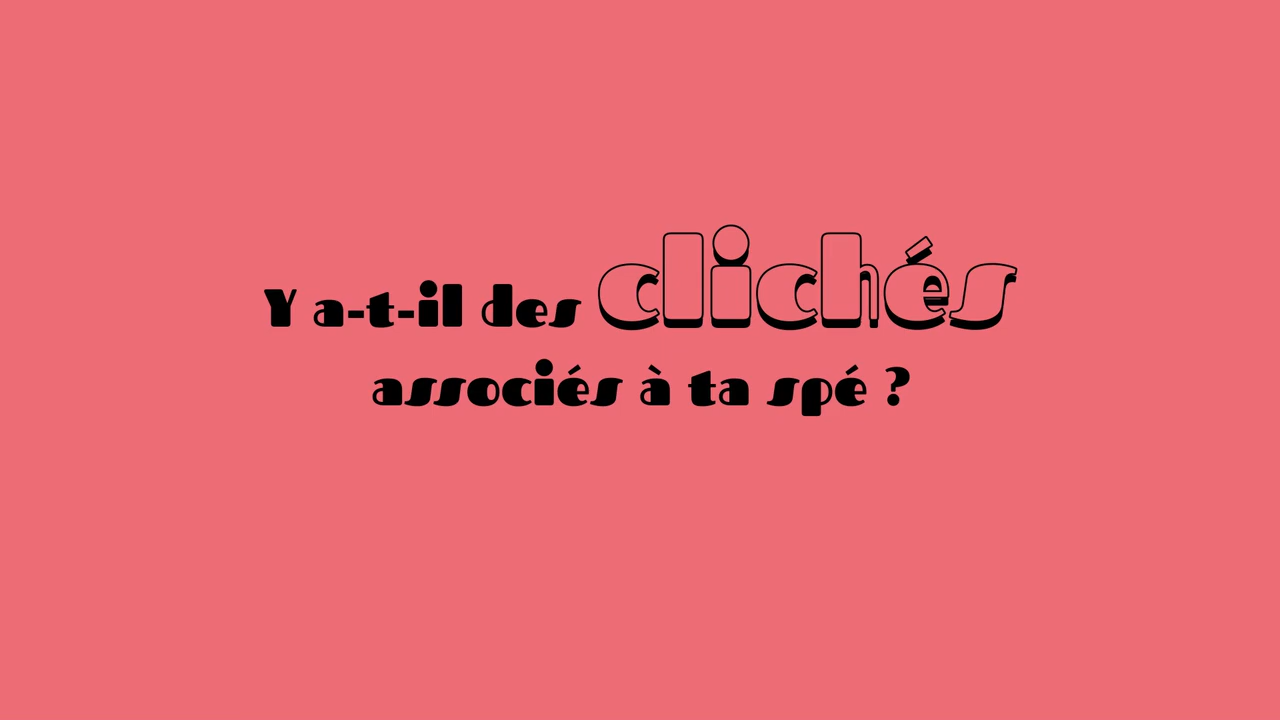 Y a-t-il des clichés
associés à ta spé ?